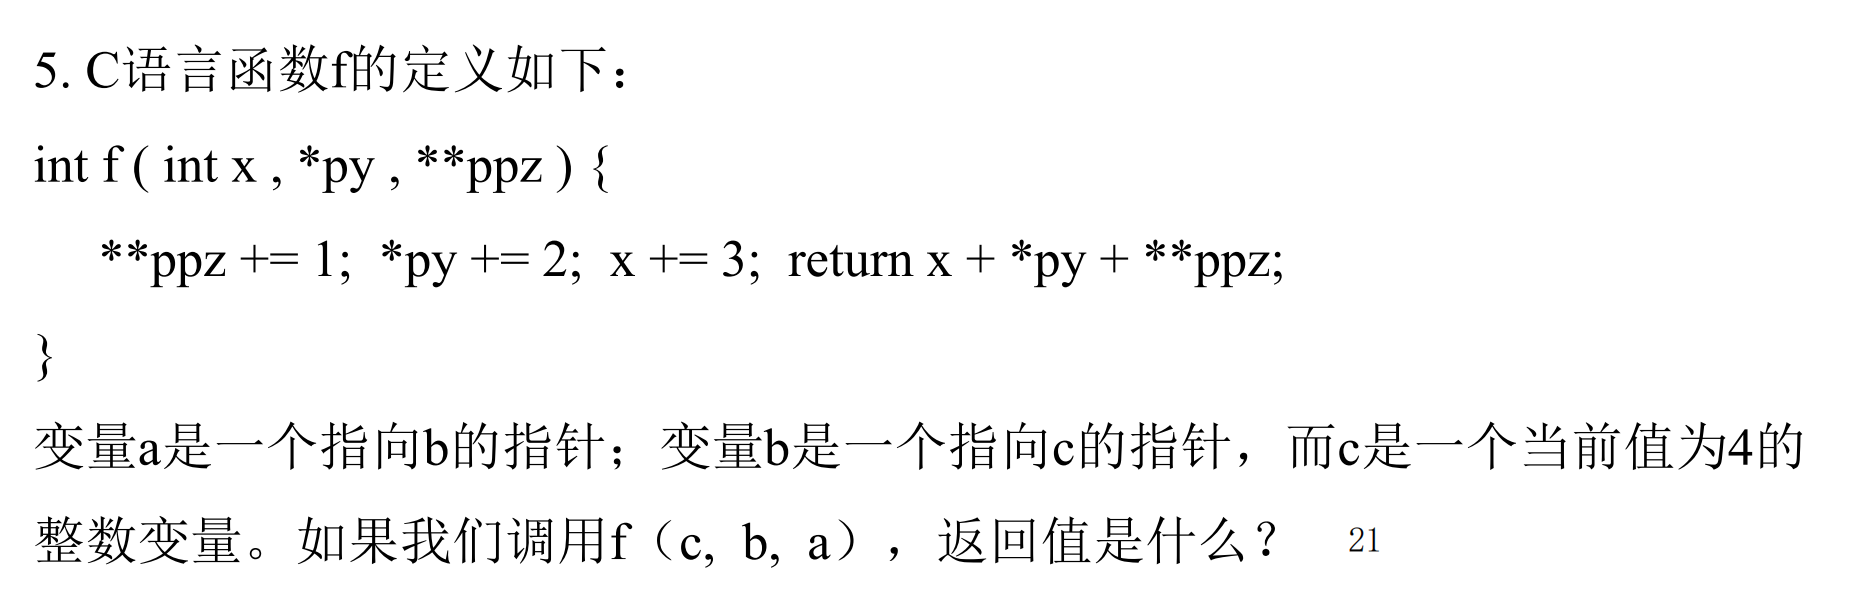 5. C语言函数f的定义如下：
int f ( int x , *py , **ppz ) {
**ppz += 1; *py += 2; x += 3; return x + *py + **ppz;
}
变量a是一个指向b的指针；变量b是一个指向c的指针，而c是一个当前值为4的
整数变量。如果我们调用f（c, b, a），返回值是什么？ 21